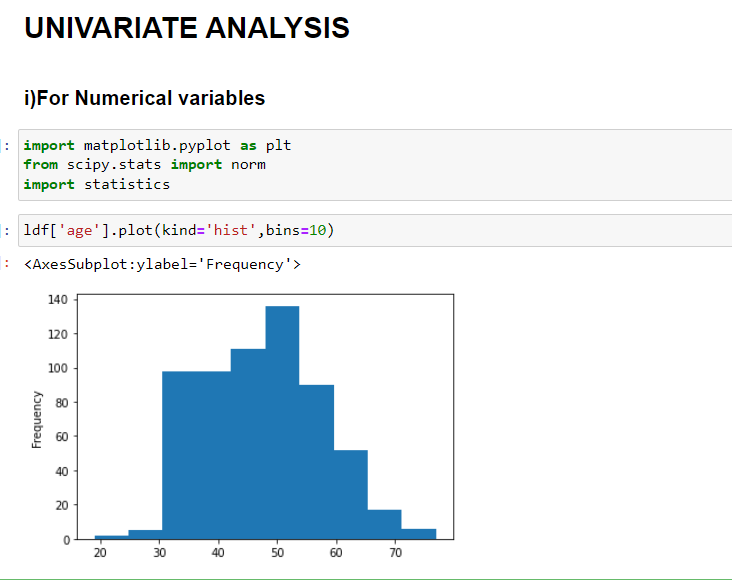 UNIVARIATE ANALYSIS
i)For Numerical variables
]: import matplotlib.pyplot as plt
from scipy.stats import norm
import statistics
]: ldf['age'].plot(kind='hist',bins=10)
]: <AxesSubplot:ylabel='Frequency'>
140
120
100
80
60
40
20
0
Frequency
20 30 40 50 60 70